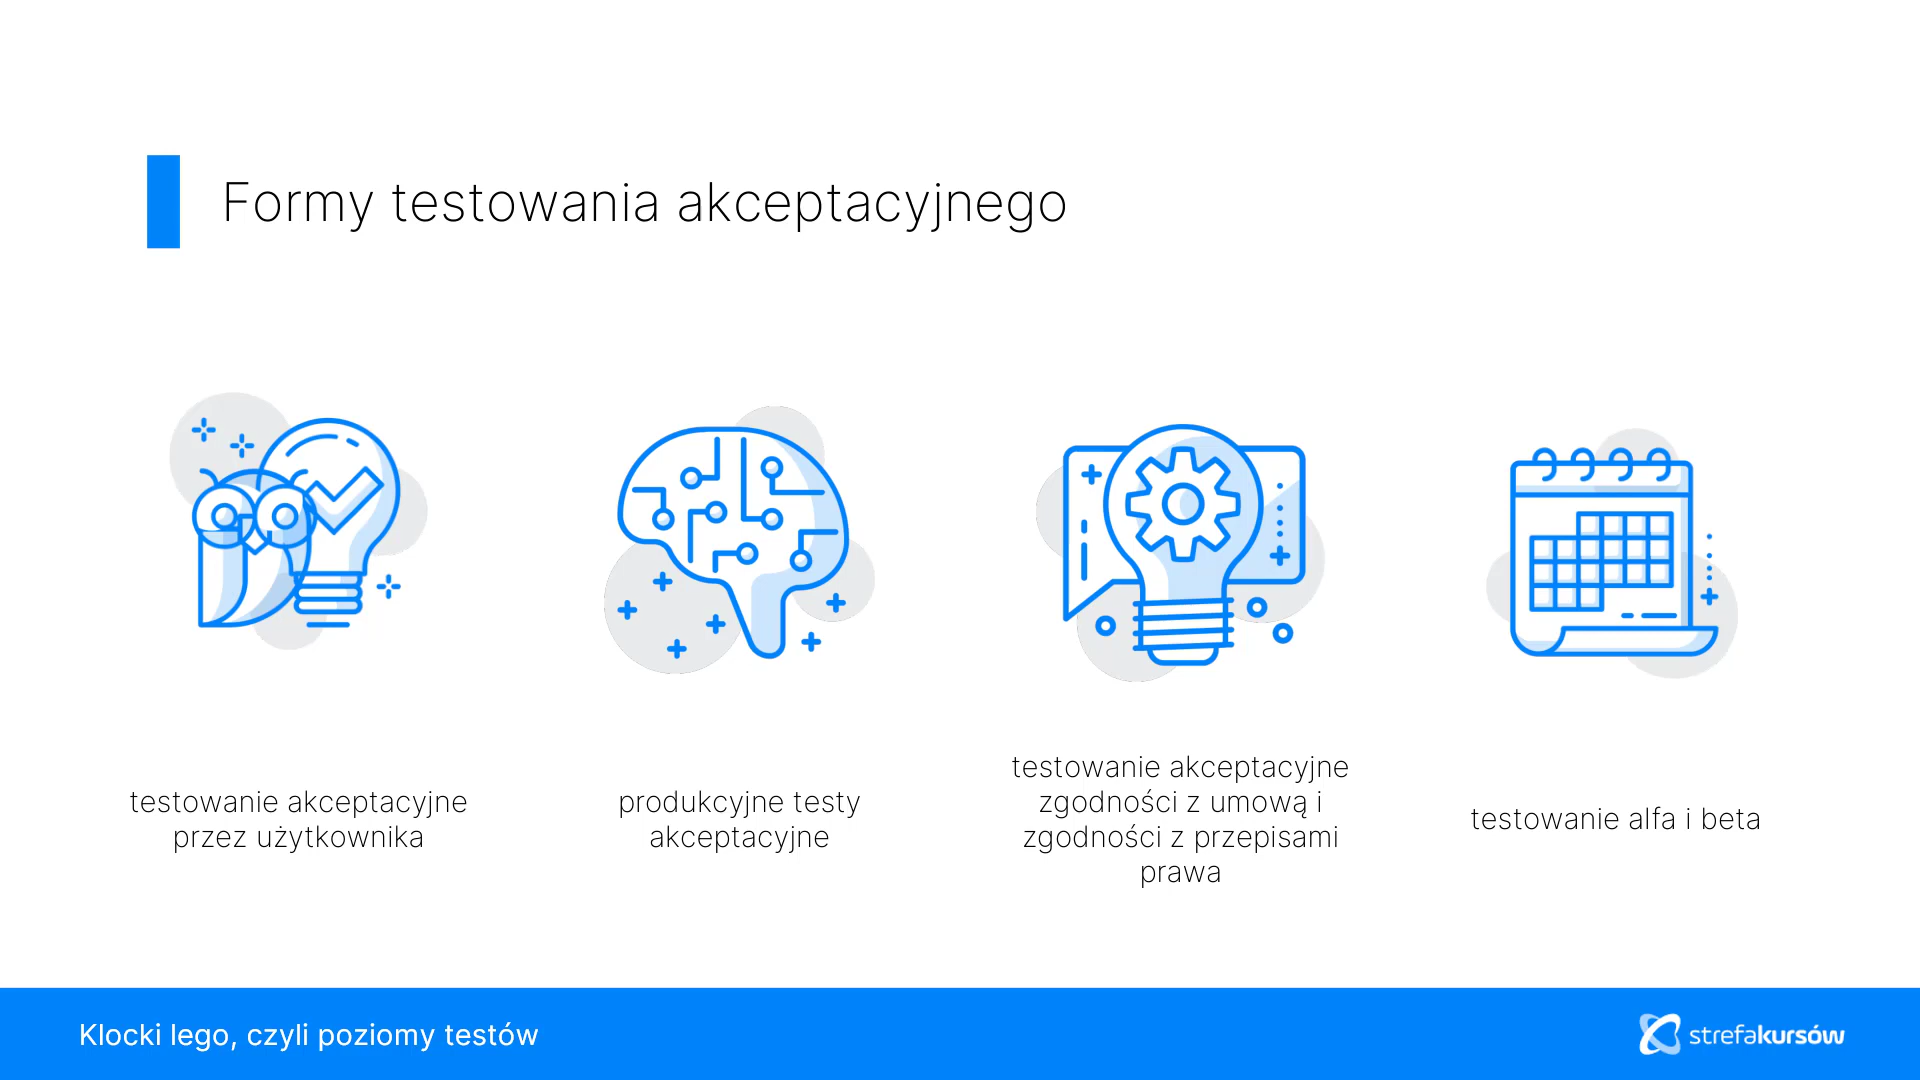 Formy testowania akceptacyjnego
testowanie akceptacyjne
przez użytkownika
produkcyjne testy
akceptacyjne
testowanie akceptacyjne
zgodności z umową i
zgodności z przepisami
prawa
testowanie alfa i beta
Klocki lego, czyli poziomy testów
strefakursów